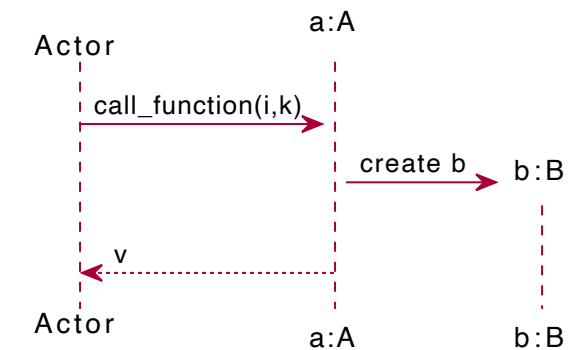 a:A
Actor
call_function(i,k)
create b
b:B
v
Actor
a:A
b:B